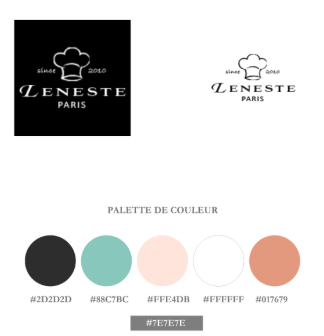 since 2010
LENESTE
PARIS
since 2010
LENESTE
PARIS
PALETTE DE COULEUR
#2D2D2D #88C7BC #FFE4DB #FFFFFF #017679
#7E7E7E